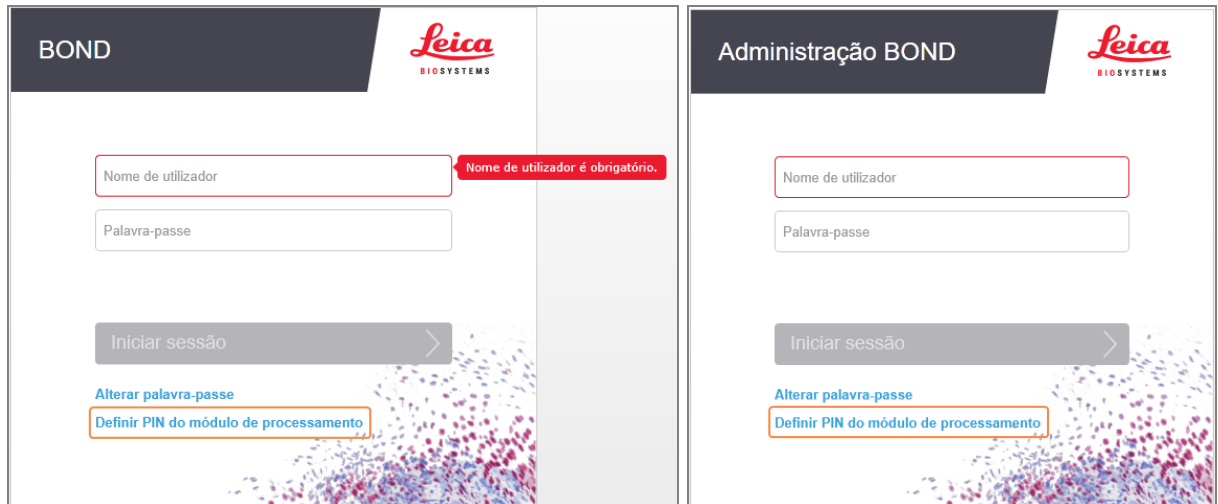 BOND
Leica
BIOSYSTEMS
Nome de utilizador
Nome de utilizador é obrigatório.
Palavra-passe
Iniciar sessão
Alterar palavra-passe
Definir PIN do módulo de processamento
Administração BOND
Leica
BIOSYSTEMS
Nome de utilizador
Palavra-passe
Iniciar sessão
Alterar palavra-passe
Definir PIN do módulo de processamento